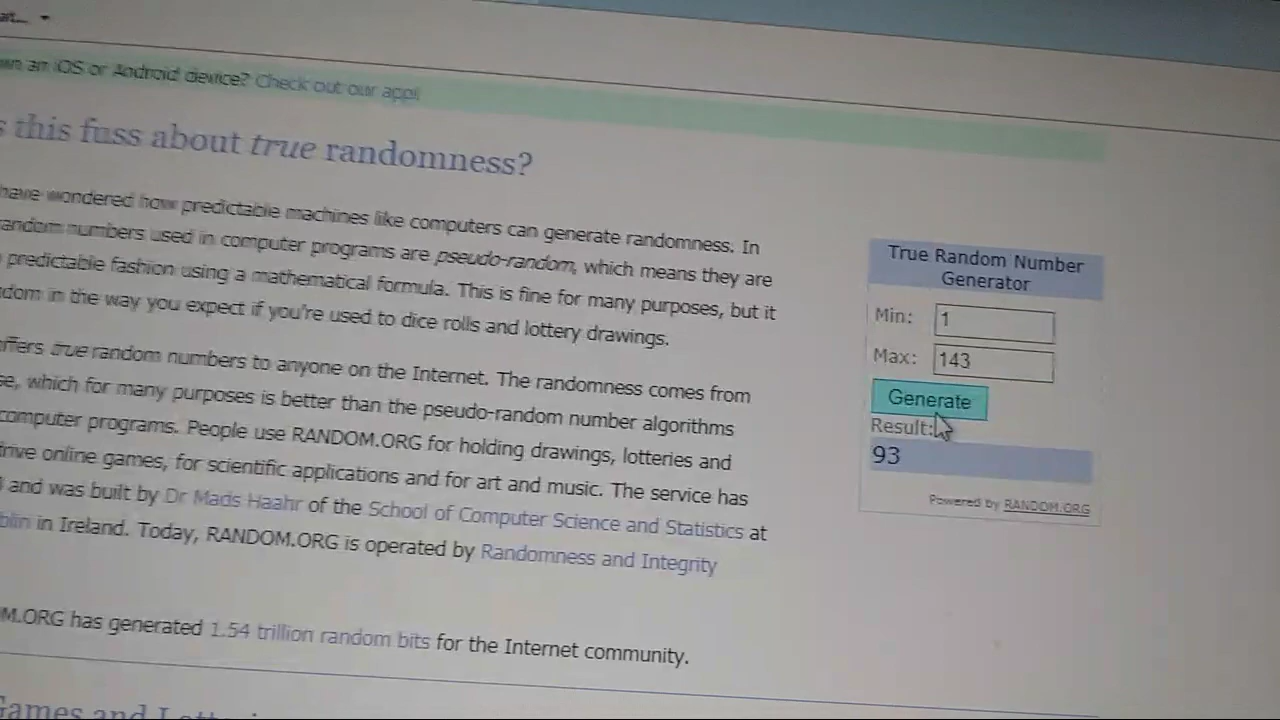 an iOS or Android device? Check out our app!
this fuss about true randomness?
have wondered how predictable machines like computers can generate randomness. In
random numbers used in computer programs are pseudo-random, which means they are
predictable fashion using a mathematical formula. This is fine for many purposes, but it
in the way you expect if you're used to dice rolls and lottery drawings.
true random numbers to anyone on the Internet. The randomness comes from
which for many purposes is better than the pseudo-random number algorithms
computer programs. People use RANDOM.ORG for holding drawings, lotteries and
online games, for scientific applications and for art and music. The service has
and was built by Dr Mads Haahr of the School of Computer Science and Statistics at
in Ireland. Today, RANDOM.ORG is operated by Randomness and Integrity
M.ORG has generated 1.54 trillion random bits for the Internet community.
Games and
True Random Number
Generator
Min: 1
Max: 143
Generate
Result:
93
Powered by RANDOM.ORG